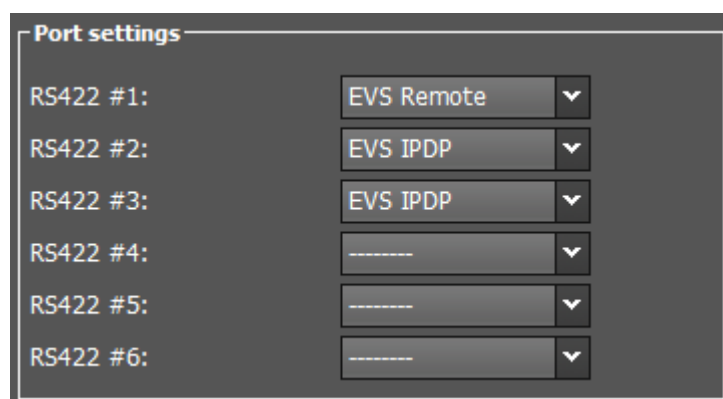 Port settings
RS422 #1: EVS Remote
RS422 #2: EVS IPDP
RS422 #3: EVS IPDP
RS422 #4: --------
RS422 #5: --------
RS422 #6: --------